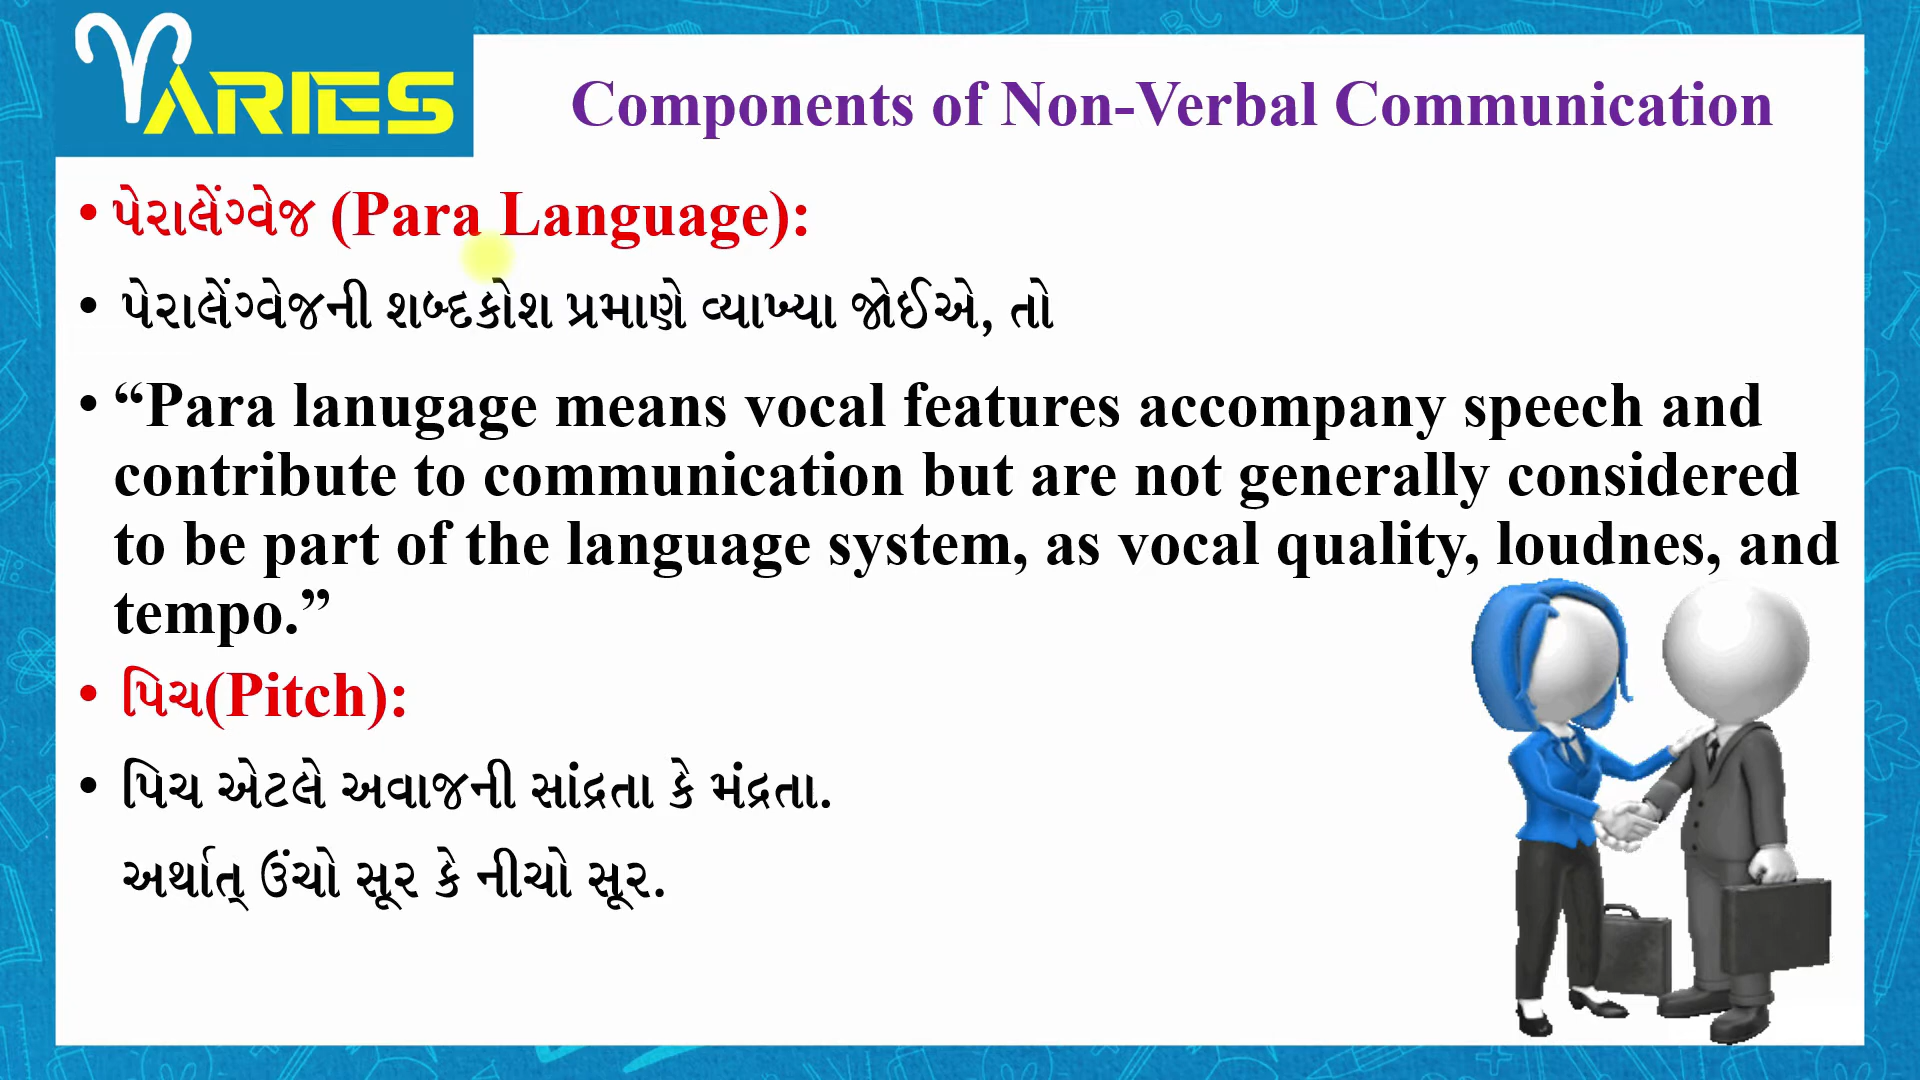 ARIES
Components of Non-Verbal Communication
• પેરાલેંગ્વેજ (Para Language):
• પેરાલેંગ્વેજની શબ્દકોશ પ્રમાણે વ્યાખ્યા જોઈએ, તો
• “Para lanugage means vocal features accompany speech and
contribute to communication but are not generally considered
to be part of the language system, as vocal quality, loudnes, and
tempo.”
• પિચ(Pitch):
• પિચ એટલે અવાજની સાંદ્રતા કે મંદ્રતા.
અર્થાત્ ઉંચો સૂર કે નીચો સૂર.